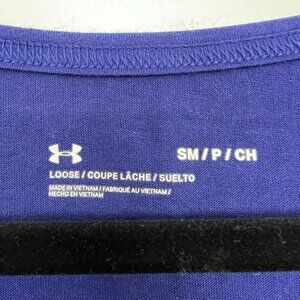 SM / P / CH
LOOSE / COUPE LÂCHE / SUELTO
MADE IN VIETNAM / FABRIQUÉ AU VIETNAM /
HECHO EN VIETNAM